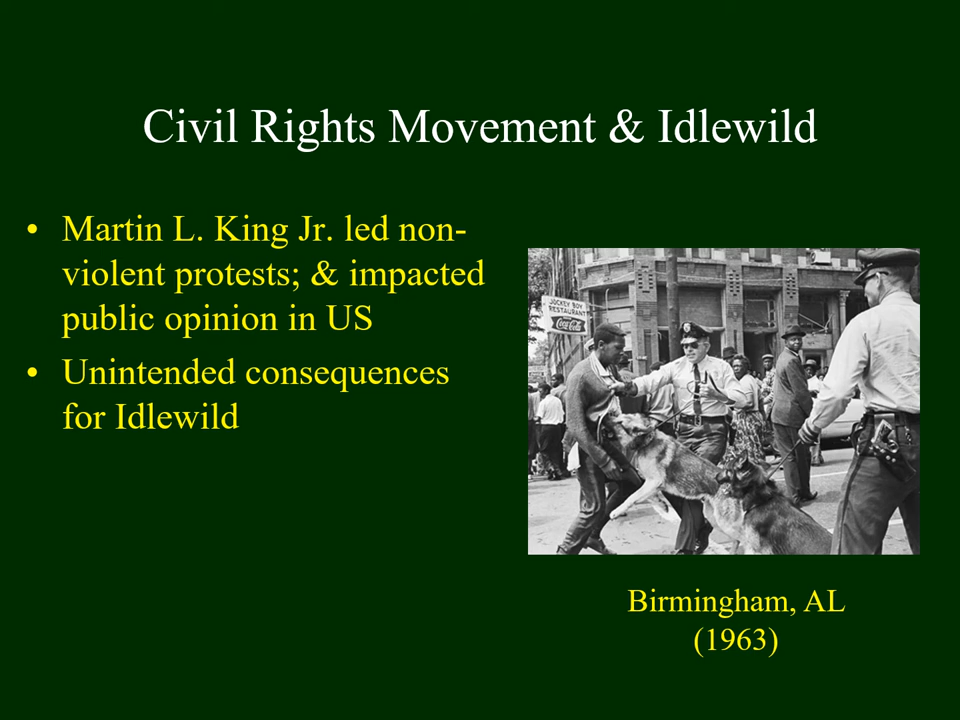 Civil Rights Movement & Idlewild
• Martin L. King Jr. led non-
violent protests; & impacted
public opinion in US
• Unintended consequences
for Idlewild
JOCKEY BOY
RESTAURANT
Coca-Cola
Birmingham, AL
(1963)